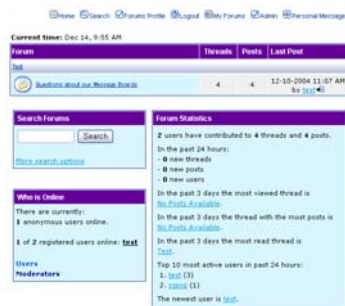 Home Search Forums Profile Logout My Forums Admin Personal Message
Current time: Dec 14, 9:55 AM
Forum Threads Posts Last Post
Test
Questions about our Message Boards 4 4 12-10-2004 11:07 AM
by test
Search Forums
Search
More search options
Who is Online
There are currently:
1 anonymous users online.
1 of 2 registered users online: test
Users
Moderators
Forum Statistics
2 users have contributed to 4 threads and 4 posts.
In the past 24 hours:
- 0 new threads
- 0 new posts
- 0 new users
In the past 3 days the most viewed thread is
No Posts Available.
In the past 3 days the thread with the most posts is
No Posts Available.
In the past 3 days the most read thread is
Test.
Top 10 most active users in past 24 hours:
1. test (3)
2. (1)
The newest user is test.